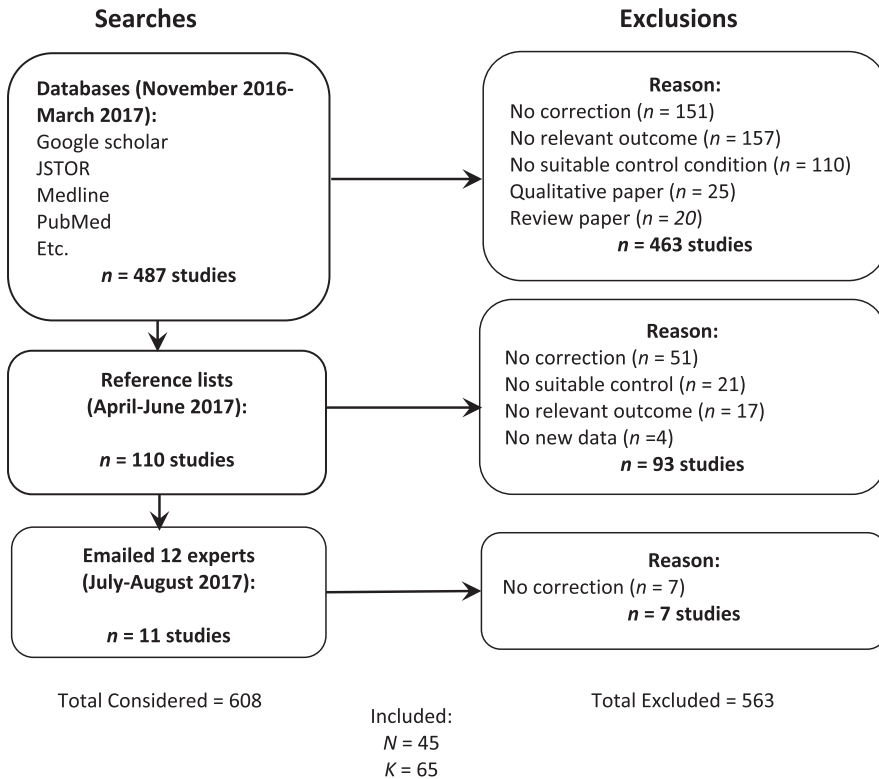 Searches
Exclusions
Databases (November 2016-
March 2017):
Google scholar
JSTOR
Medline
PubMed
Etc.
n = 487 studies
Reason:
No correction (n = 151)
No relevant outcome (n = 157)
No suitable control condition (n = 110)
Qualitative paper (n = 25)
Review paper (n = 20)
n = 463 studies
Reference lists
(April-June 2017):
n = 110 studies
Reason:
No correction (n = 51)
No suitable control (n = 21)
No relevant outcome (n = 17)
No new data (n =4)
n = 93 studies
Emailed 12 experts
(July-August 2017):
n = 11 studies
Reason:
No correction (n = 7)
n = 7 studies
Total Considered = 608
Total Excluded = 563
Included:
N = 45
K = 65